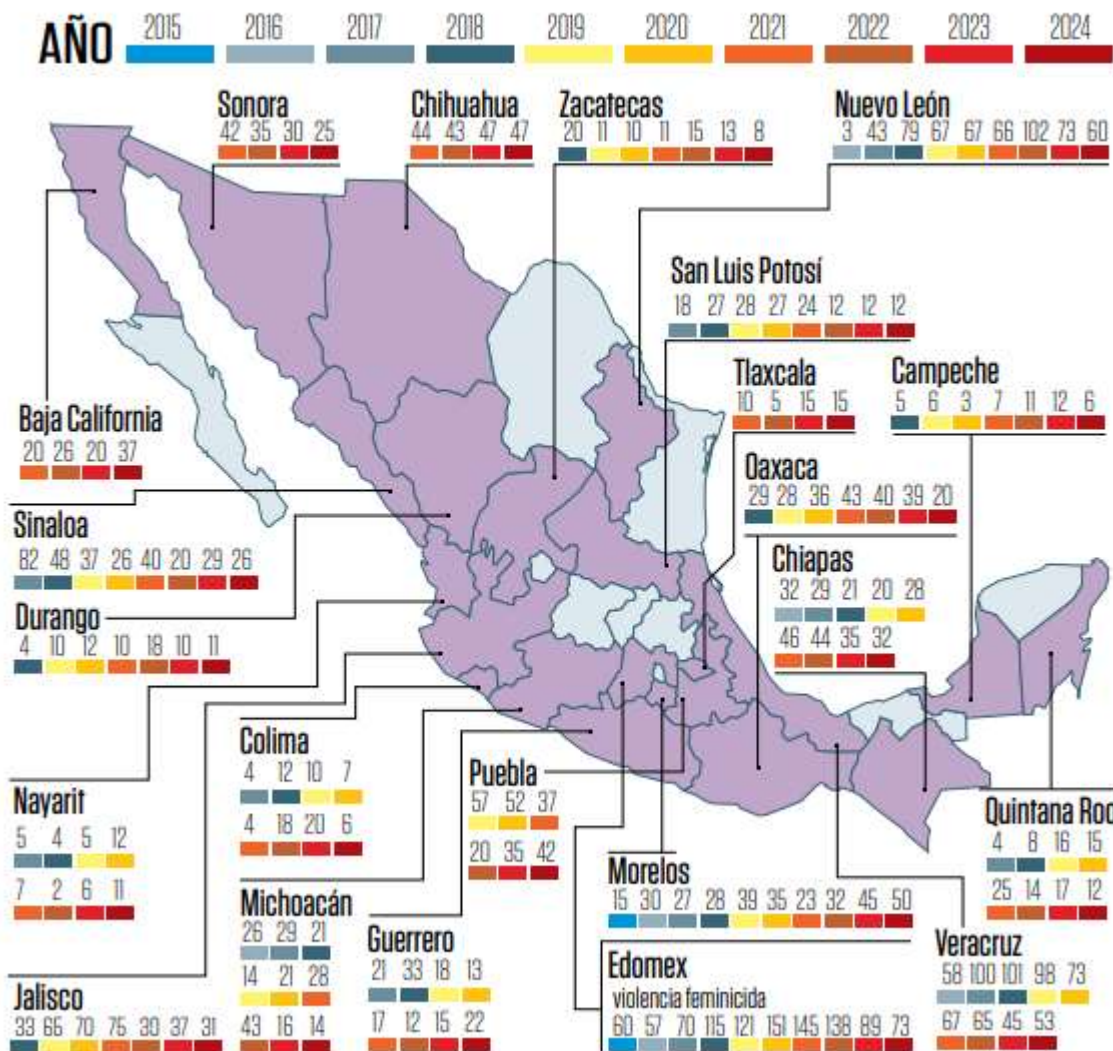 AÑO 2015 2016 2017 2018 2019 2020 2021 2022 2023 2024
Sonora
42 35 30 25
Chihuahua
44 43 47 47
Zacatecas
20 11 10 11 15 13 8
Nuevo León
3 43 79 67 67 66 102 73 60
San Luis Potosí
18 27 28 27 24 12 12 12
Tlaxcala
10 5 15 15
Campeche
5 6 3 7 11 12 6
Baja California
20 26 20 37
Oaxaca
29 28 36 43 40 39 20
Sinaloa
82 48 37 26 40 20 29 26
Chiapas
32 29 21 20 28
46 44 35 32
Durango
4 10 12 10 18 10 11
Colima
4 12 10 7
4 18 20 6
Puebla
57 52 37
20 35 42
Nayarit
5 4 5 12
7 2 6 11
Quintana Roo
4 8 16 15
25 14 17 12
Morelos
15 30 27 28 39 35 23 32 45 50
Michoacán
26 29 21
14 21 28
43 16 14
Guerrero
21 33 18 13
17 12 15 22
Veracruz
58 100 101 98 73
67 65 45 53
Edomex
violencia feminicida
60 57 70 115 121 151 145 138 89 73
Jalisco
33 65 70 75 30 37 31